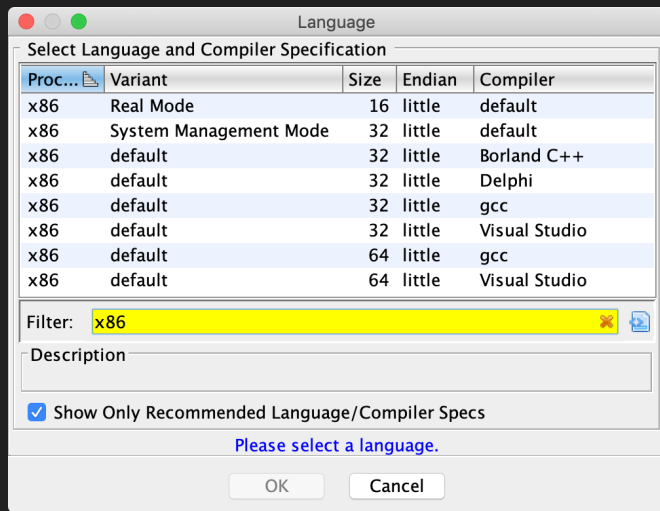 Language
Select Language and Compiler Specification
Proc... Variant Size Endian Compiler
x86 Real Mode 16 little default
x86 System Management Mode 32 little default
x86 default 32 little Borland C++
x86 default 32 little Delphi
x86 default 32 little gcc
x86 default 32 little Visual Studio
x86 default 64 little gcc
x86 default 64 little Visual Studio
Filter: x86
Description
Show Only Recommended Language/Compiler Specs
Please select a language.
OK Cancel